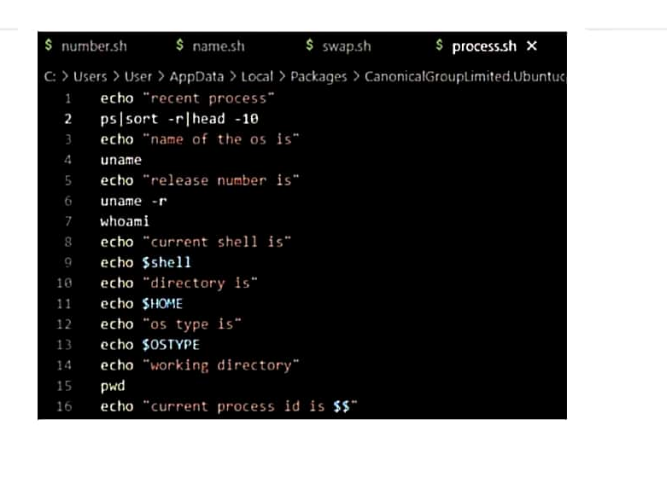 $ number.sh $ name.sh $ swap.sh $ process.sh ×
C: > Users > User > AppData > Local > Packages > CanonicalGroupLimited.Ubuntuc
1 echo "recent process"
2 ps|sort -r|head -10
3 echo "name of the os is"
4 uname
5 echo "release number is"
6 uname -r
7 whoami
8 echo "current shell is"
9 echo $shell
10 echo "directory is"
11 echo $HOME
12 echo "os type is"
13 echo $OSTYPE
14 echo "working directory"
15 pwd
16 echo "current process id is $$"